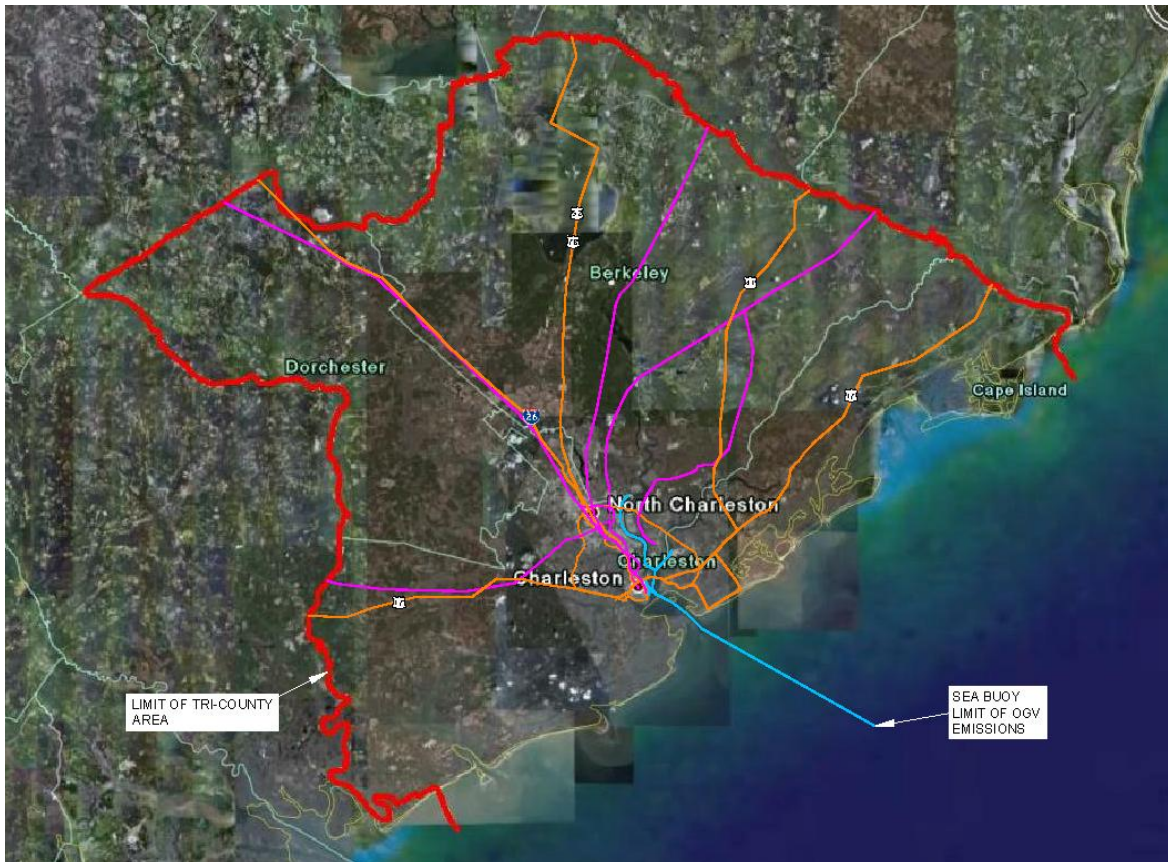 Berkeley
Dorchester
26
Cape Island
17
North Charleston
Charleston
Charleston
17
LIMIT OF TRI-COUNTY
AREA
SEA BUOY
LIMIT OF OGV
EMISSIONS